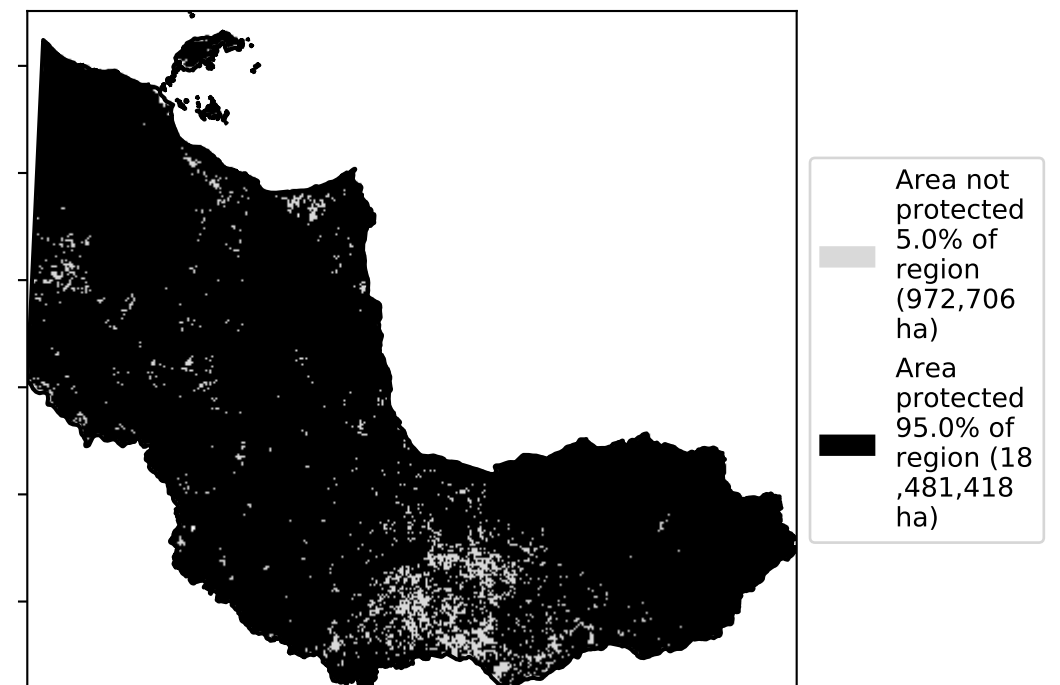 Area not
protected
5.0% of
region
(972,706
ha)
Area
protected
95.0% of
region (18
,481,418
ha)